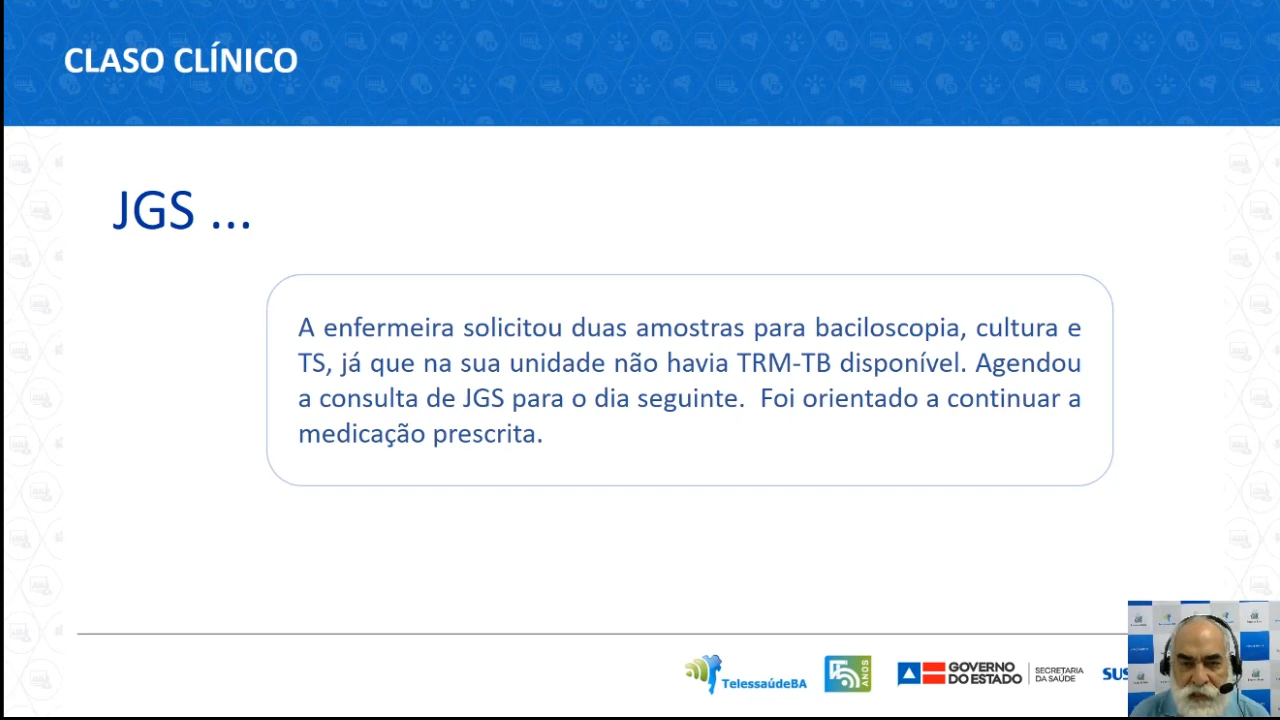 CLASO CLÍNICO
JGS ...
A enfermeira solicitou duas amostras para baciloscopia, cultura e
TS, já que na sua unidade não havia TRM-TB disponível. Agendou
a consulta de JGS para o dia seguinte.  Foi orientado a continuar a
medicação prescrita.
TelessaúdeBA
15 ANOS
GOVERNO
DO ESTADO
SECRETARIA
DA SAÚDE
SUS